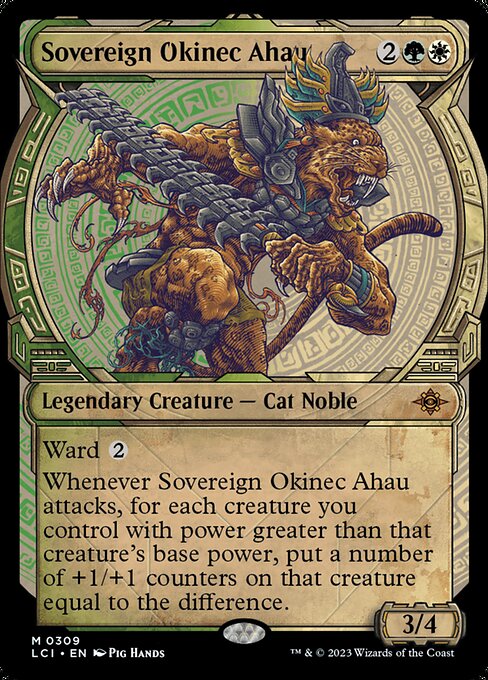 Sovereign Okinec Ahau 2
Legendary Creature — Cat Noble
Ward 2
Whenever Sovereign Okinec Ahau
attacks, for each creature you
control with power greater than that
creature's base power, put a number
of +1/+1 counters on that creature
equal to the difference.
3/4
M 0309
LCI • EN Pig Hands
™ & © 2023 Wizards of the Coast